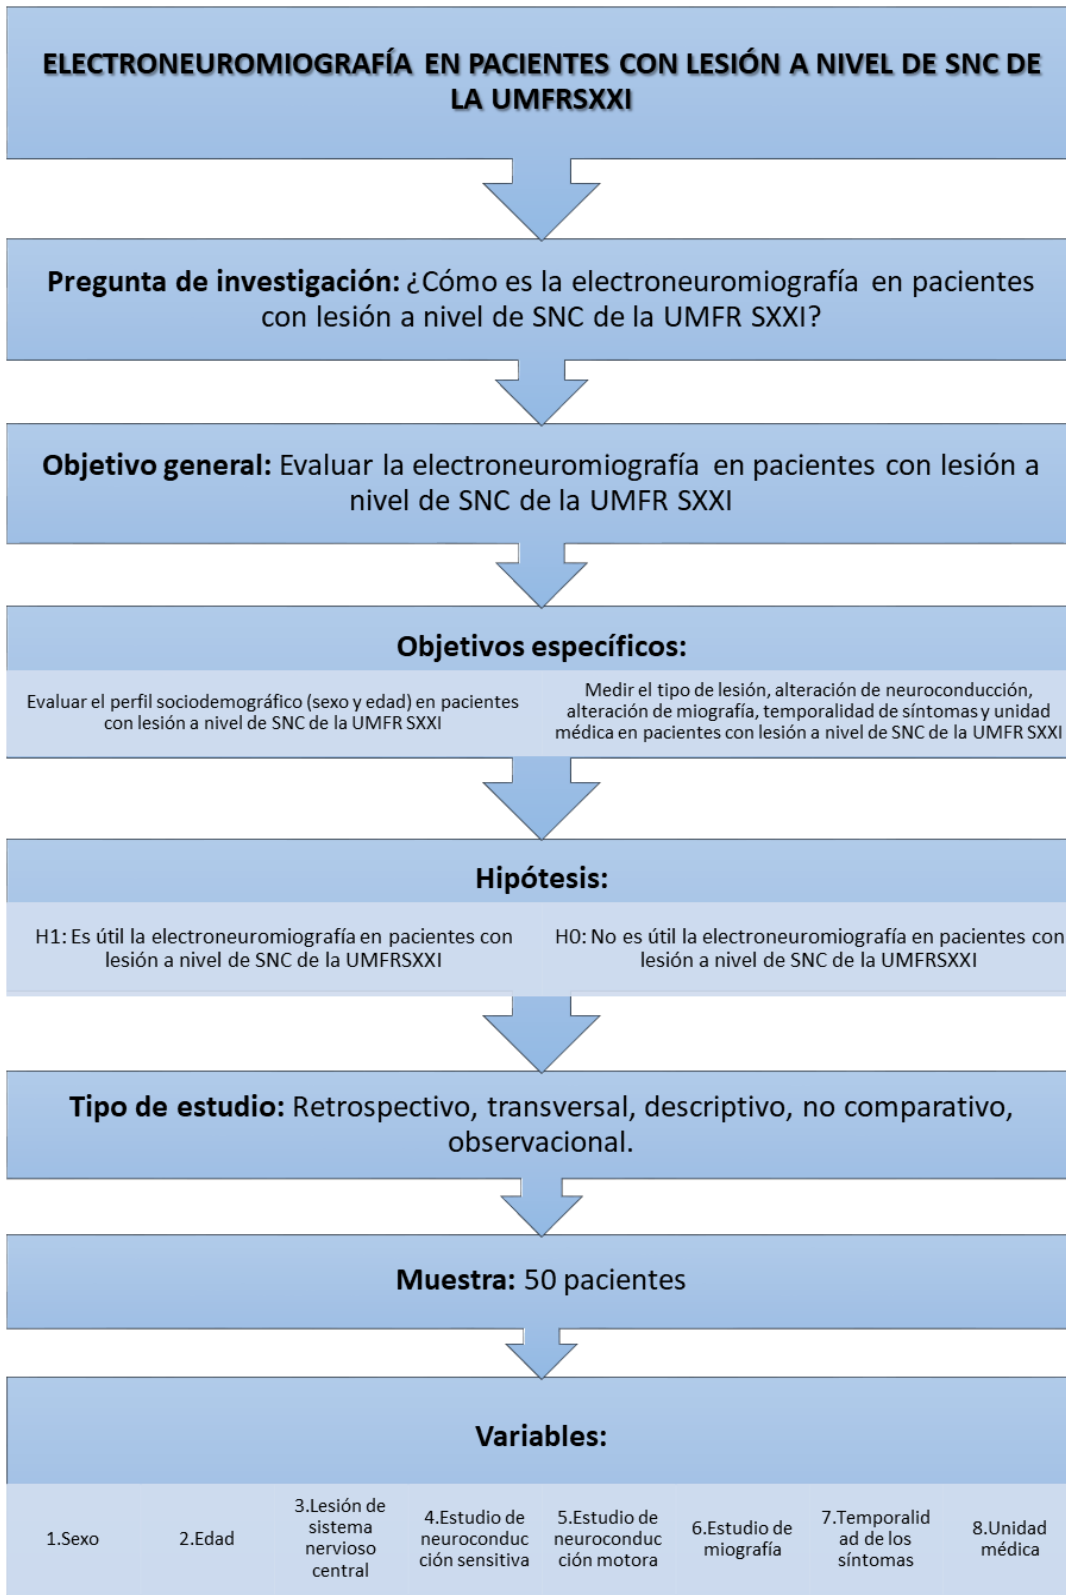 ELECTRONEUROMIOGRAFÍA EN PACIENTES CON LESIÓN A NIVEL DE SNC DE
LA UMFRSXXI
Pregunta de investigación: ¿Cómo es la electroneuromiografía en pacientes
con lesión a nivel de SNC de la UMFR SXXI?
Objetivo general: Evaluar la electroneuromiografía en pacientes con lesión a
nivel de SNC de la UMFR SXXI
Objetivos específicos:
Evaluar el perfil sociodemográfico (sexo y edad) en pacientes
con lesión a nivel de SNC de la UMFR SXXI
Medir el tipo de lesión, alteración de neuroconducción,
alteración de miografía, temporalidad de síntomas y unidad
médica en pacientes con lesión a nivel de SNC de la UMFR SXXI
Hipótesis:
H1: Es útil la electroneuromiografía en pacientes con
lesión a nivel de SNC de la UMFRSXXI
H0: No es útil la electroneuromiografía en pacientes con
lesión a nivel de SNC de la UMFRSXXI
Tipo de estudio: Retrospectivo, transversal, descriptivo, no comparativo,
observacional.
Muestra: 50 pacientes
Variables:
1.Sexo
2.Edad
3.Lesión de
sistema
nervioso
central
4.Estudio de
neuroconduc
ción sensitiva
5.Estudio de
neuroconduc
ción motora
6.Estudio de
miografía
7.Temporalid
ad de los
síntomas
8.Unidad
médica